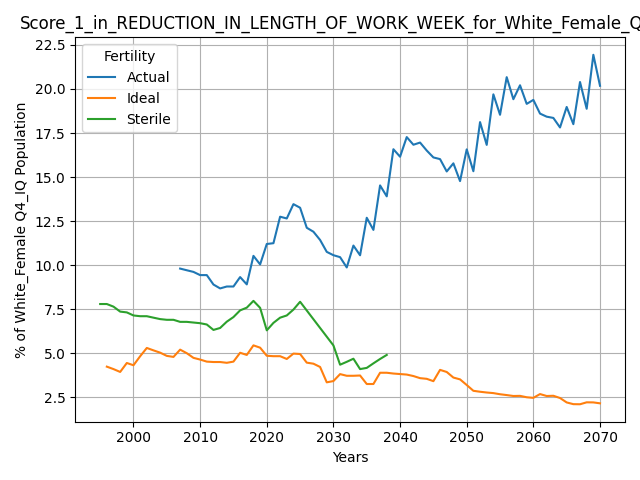 Score_1_in_REDUCTION_IN_LENGTH_OF_WORK_WEEK_for_White_Female_Q
Fertility
Actual
Ideal
Sterile
22.5
20.0
17.5
15.0
12.5
10.0
7.5
5.0
2.5
% of White_Female Q4_IQ Population
2000 2010 2020 2030 2040 2050 2060 2070
Years